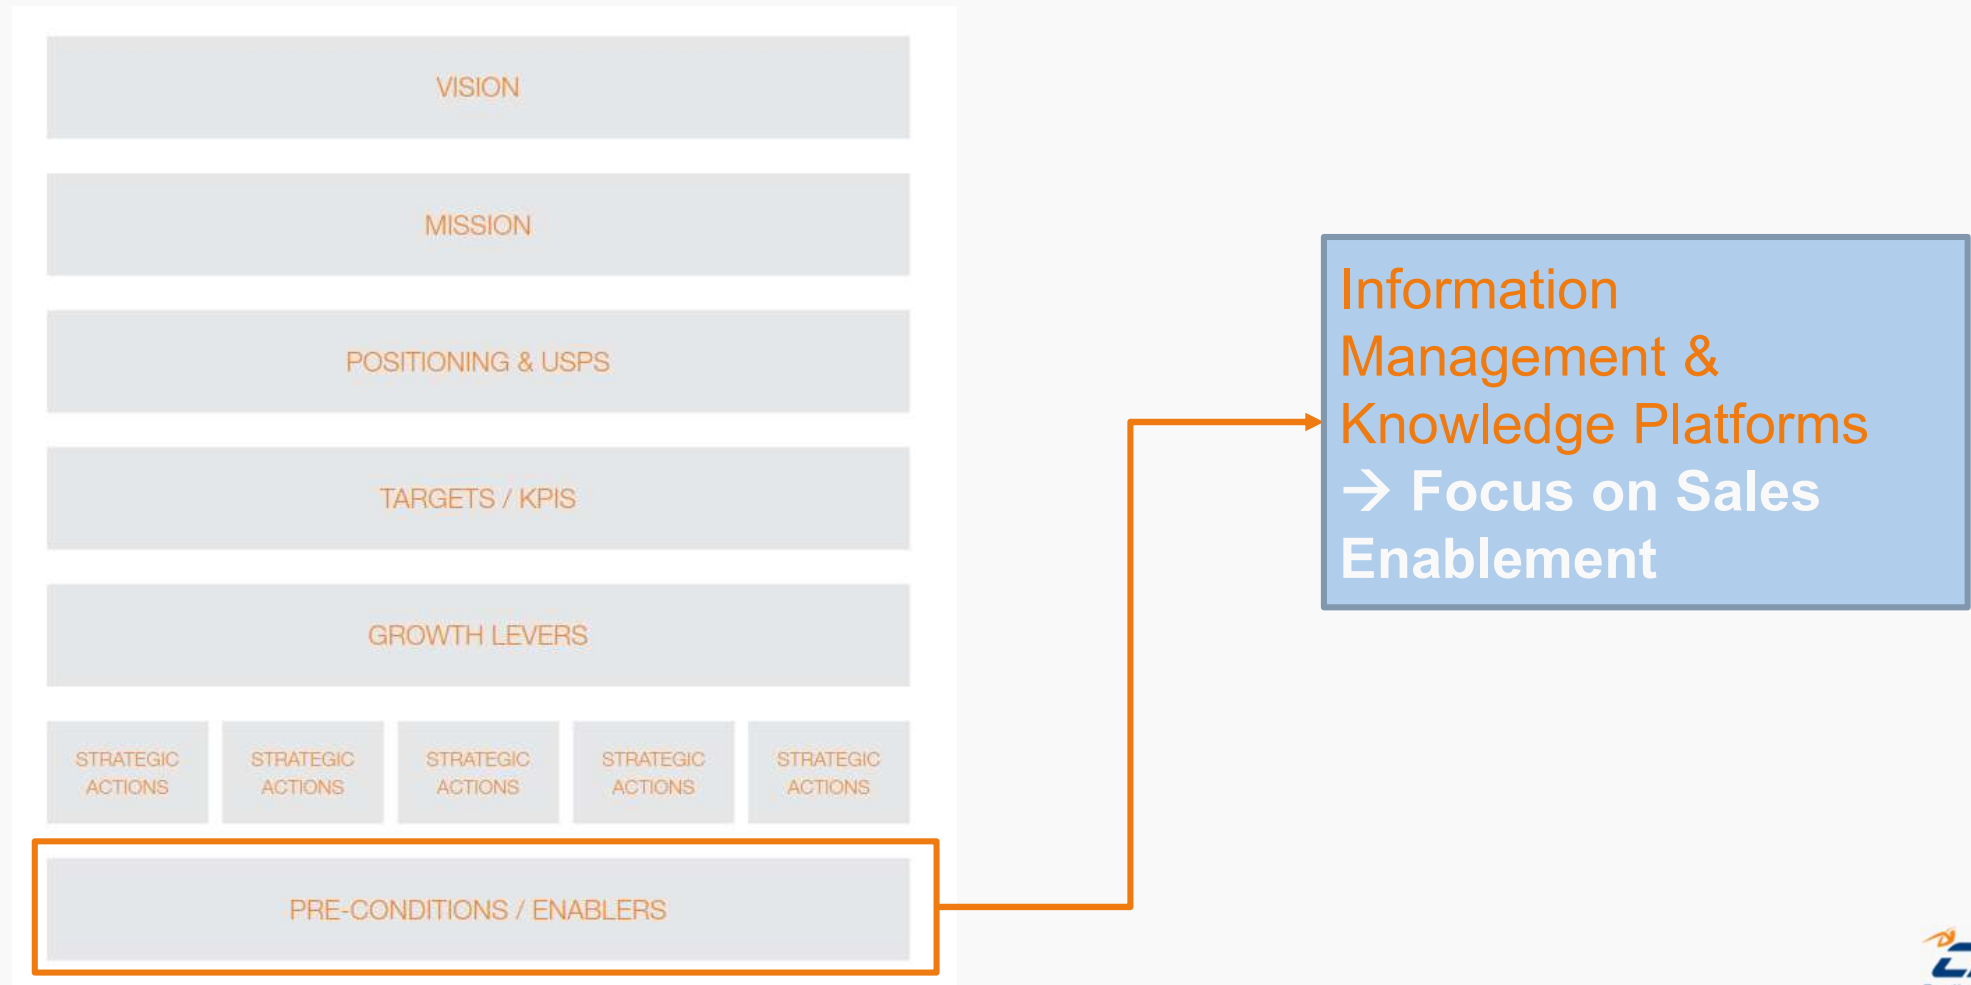 VISION
MISSION
POSITIONING & USPS
TARGETS / KPIS
GROWTH LEVERS
STRATEGIC
ACTIONS
STRATEGIC
ACTIONS
STRATEGIC
ACTIONS
STRATEGIC
ACTIONS
STRATEGIC
ACTIONS
PRE-CONDITIONS / ENABLERS
Information
Management &
Knowledge Platforms
→ Focus on Sales
Enablement